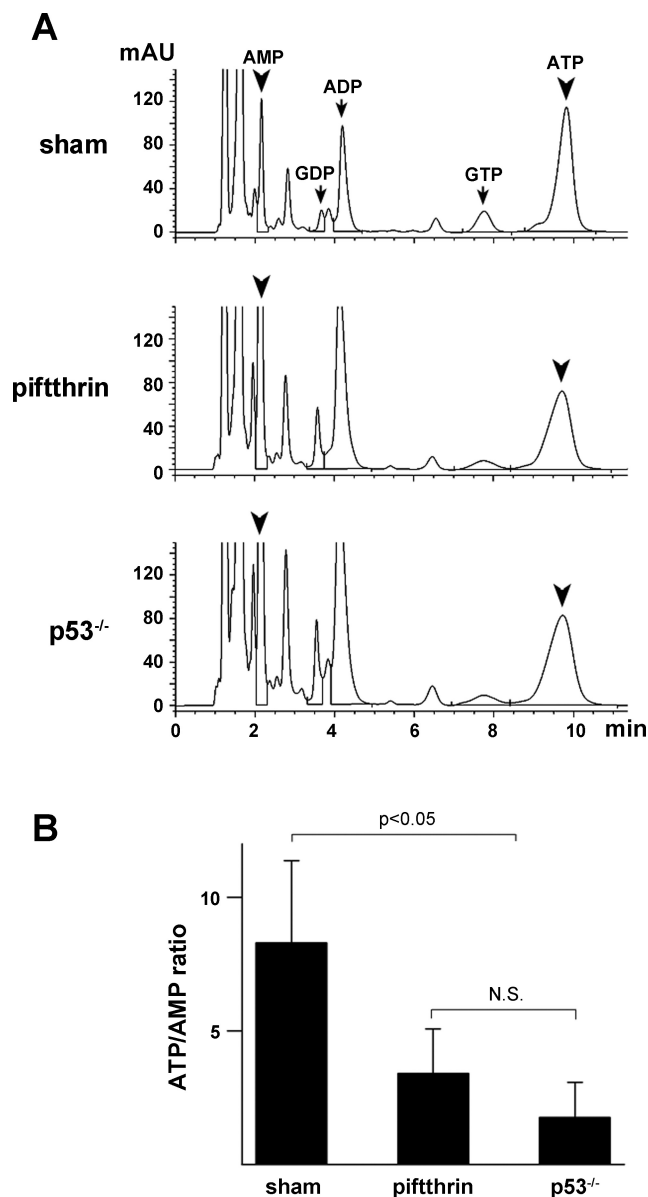 A
mAU
AMP
ADP
ATP
GDP
GTP
sham
120
80
40
0
piftthrin
120
80
40
0
p53-/-
120
80
40
0
0 2 4 6 8 10 min
B
p<0.05
N.S.
ATP/AMP ratio
10
5
sham piftthrin p53-/-